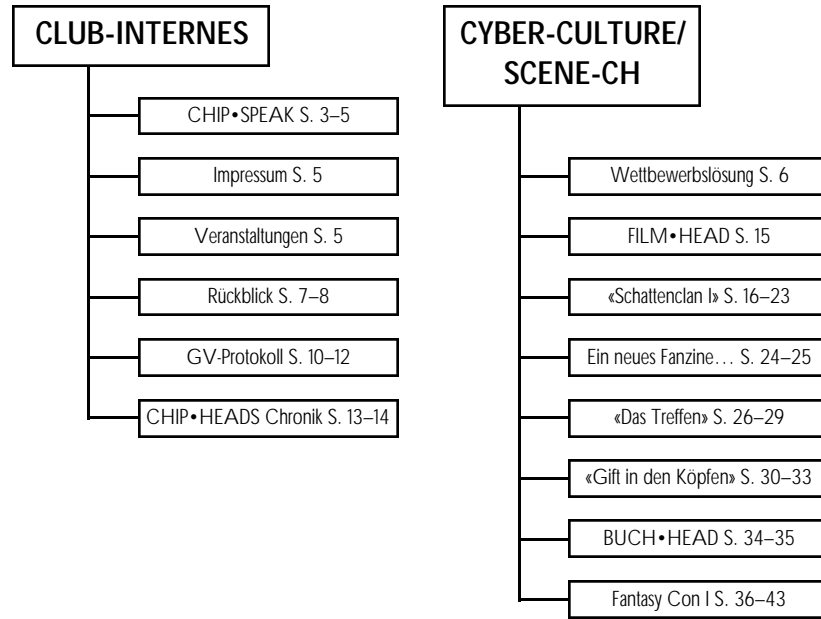 CLUB-INTERNES
CHIP•SPEAK S. 3–5
Impressum S. 5
Veranstaltungen S. 5
Rückblick S. 7–8
GV-Protokoll S. 10–12
CHIP•HEADS Chronik S. 13–14
CYBER-CULTURE/
SCENE-CH
Wettbewerbslösung S. 6
FILM•HEAD S. 15
«Schattenclan I» S. 16–23
Ein neues Fanzine… S. 24–25
«Das Treffen» S. 26–29
«Gift in den Köpfen» S. 30–33
BUCH•HEAD S. 34–35
Fantasy Con I S. 36–43